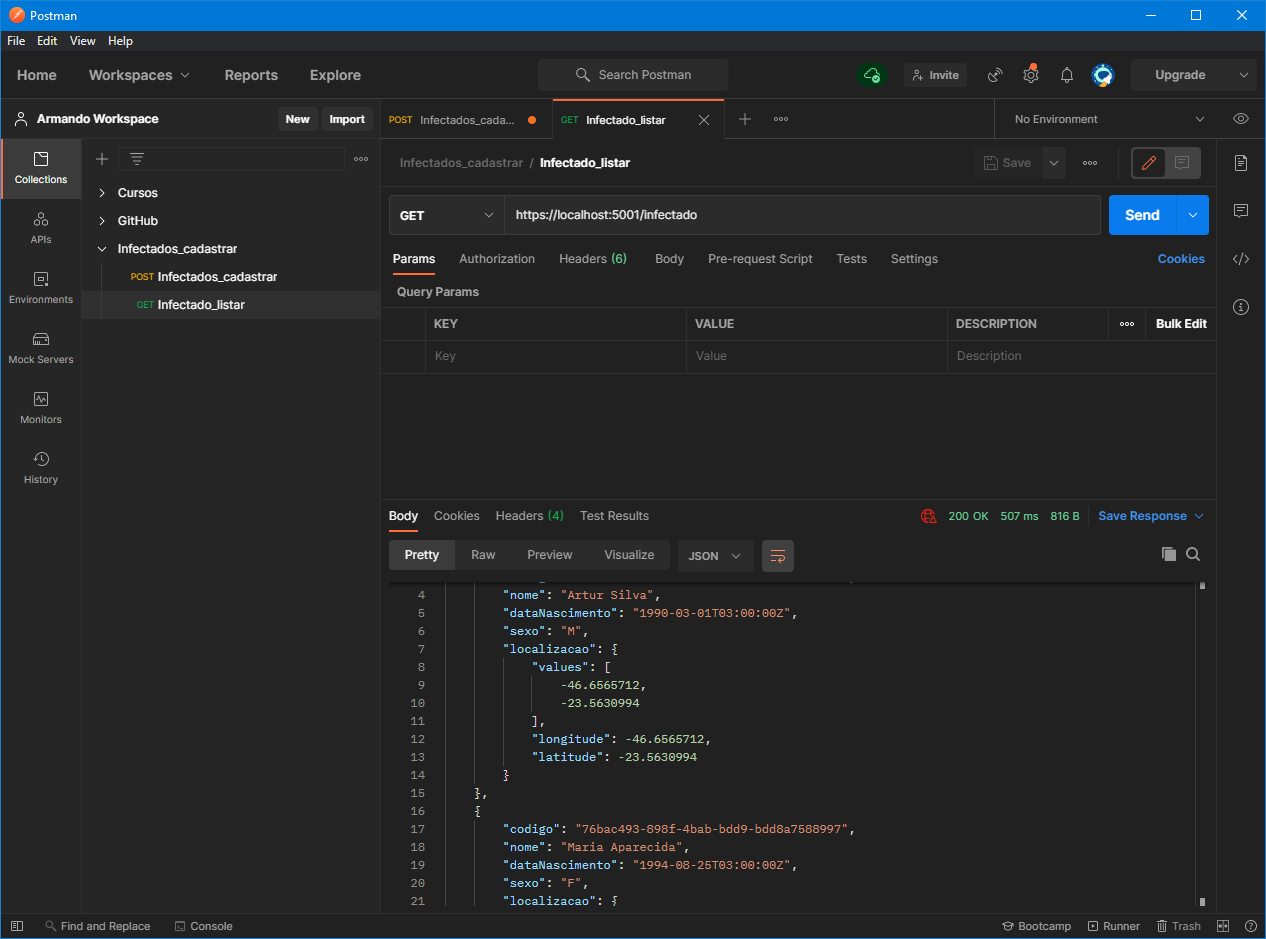 Postman
File Edit View Help
Home Workspaces Reports Explore Search Postman Invite Upgrade
Armando Workspace New Import
POST Infectados_cada... GET Infectado_listar No Environment
Collections
APIs
Environments
Mock Servers
Monitors
History
Cursos
GitHub
Infectados_cadastrar
POST Infectados_cadastrar
GET Infectado_listar
Infectados_cadastrar / Infectado_listar Save
GET https://localhost:5001/infectado Send
Params Authorization Headers (6) Body Pre-request Script Tests Settings Cookies
Query Params
KEY VALUE DESCRIPTION Bulk Edit
Key Value Description
Body Cookies Headers (4) Test Results 200 OK 507 ms 816 B Save Response
Pretty Raw Preview Visualize JSON
4 "nome": "Artur Silva",
5 "dataNascimento": "1990-03-01T03:00:00Z",
6 "sexo": "M",
7 "localizacao": {
8 "values": [
9 -46.6565712,
10 -23.5630994
11 ],
12 "longitude": -46.6565712,
13 "latitude": -23.5630994
14 }
15 },
16 {
17 "codigo": "76bac493-898f-4bab-bdd9-bdd8a7588997",
18 "nome": "Maria Aparecida",
19 "dataNascimento": "1994-08-25T03:00:00Z",
20 "sexo": "F",
21 "localizacao": {
Find and Replace Console Bootcamp Runner Trash